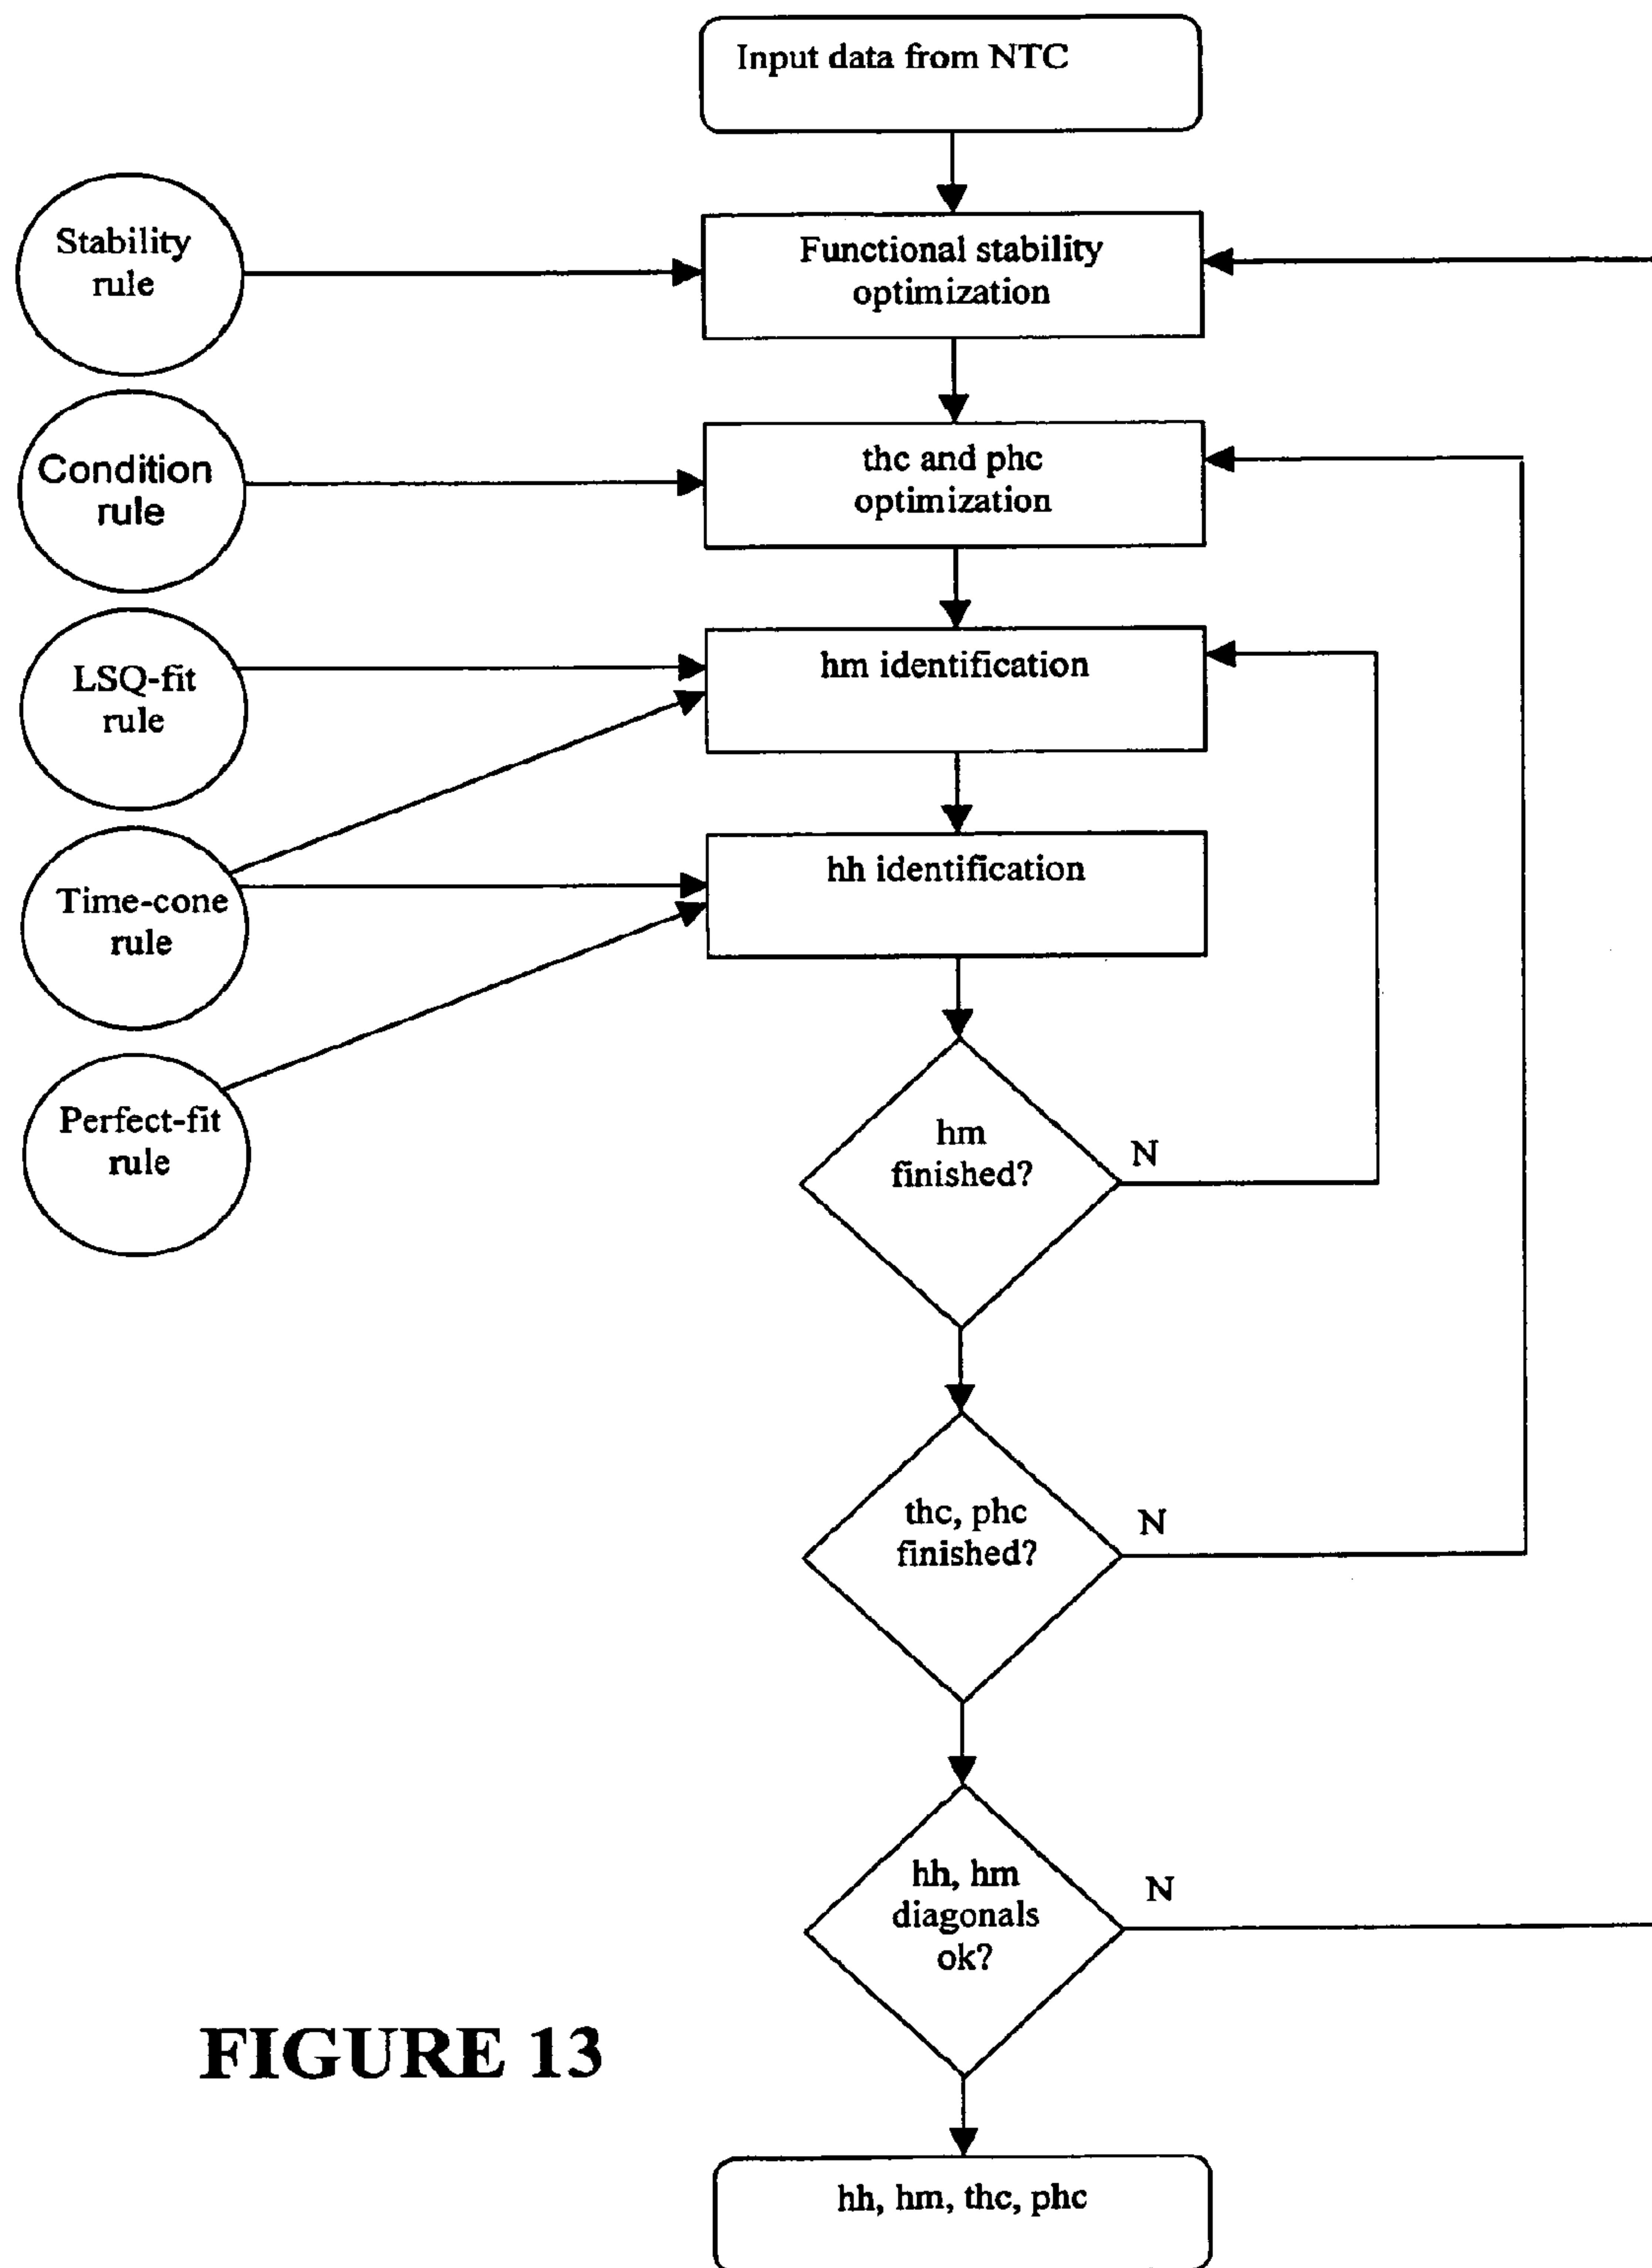 Input data from NTC
Stability
rule
Functional stability
optimization
Condition
rule
thc and phc
optimization
LSQ-fit
rule
hm identification
Time-cone
rule
hh identification
Perfect-fit
rule
hm
finished?
N
thc, phc
finished?
N
hh, hm
diagonals
ok?
N
FIGURE 13
hh, hm, thc, phc